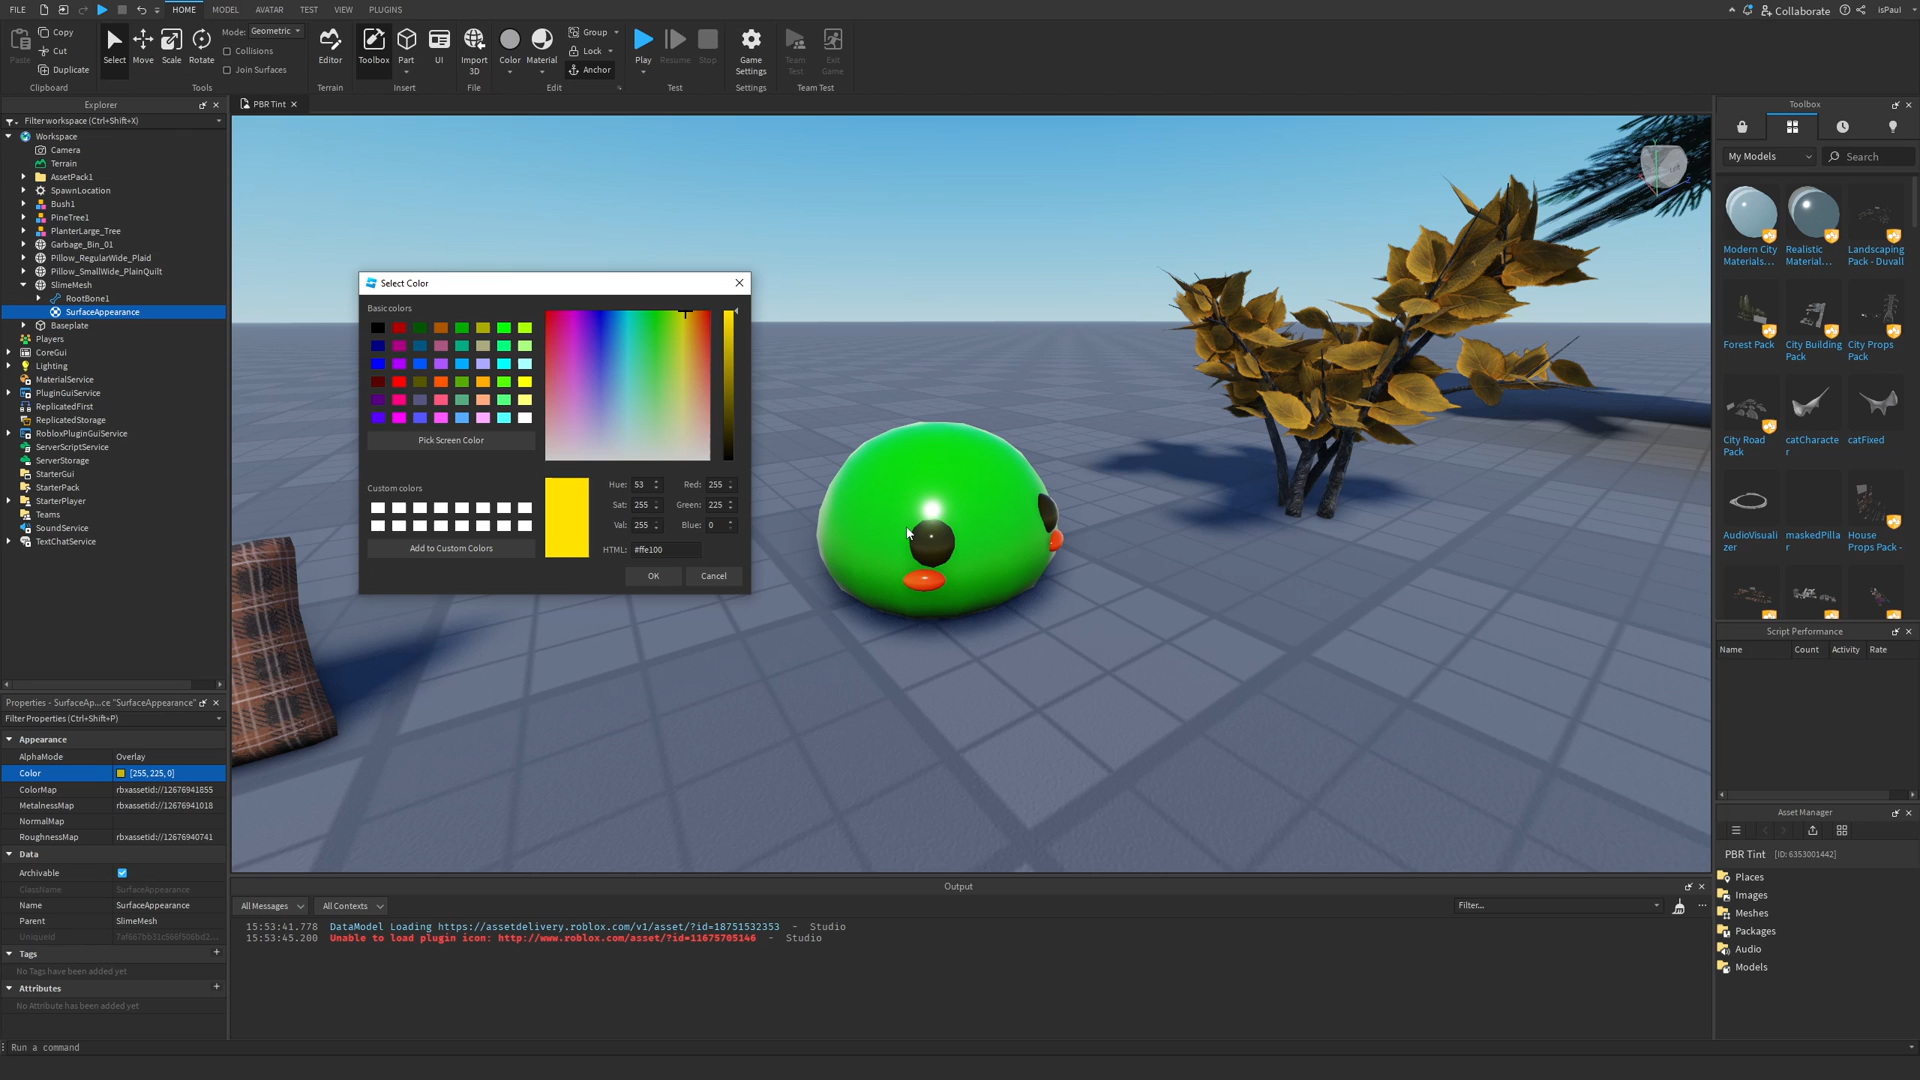 FILE
HOME
MODEL
AVATAR
TEST
VIEW
PLUGINS
Collaborate
isPaul
Paste
Copy
Cut
Duplicate
Clipboard
Select
Move
Scale
Rotate
Mode: Geometric
Collisions
Join Surfaces
Tools
Editor
Terrain
Toolbox
Part
UI
Insert
Import
3D
File
Color
Material
Group
Lock
Anchor
Edit
Play
Resume
Stop
Test
Game
Settings
Settings
Team
Test
Exit
Game
Team Test
Explorer
Filter workspace (Ctrl+Shift+X)
Workspace
Camera
Terrain
AssetPack1
SpawnLocation
Bush1
PineTree1
PlanterLarge_Tree
Garbage_Bin_01
Pillow_RegularWide_Plaid
Pillow_SmallWide_PlainQuilt
SlimeMesh
RootBone1
SurfaceAppearance
Baseplate
Players
CoreGui
Lighting
MaterialService
PluginGuiService
ReplicatedFirst
ReplicatedStorage
RobloxPluginGuiService
ServerScriptService
ServerStorage
StarterGui
StarterPack
StarterPlayer
Teams
SoundService
TextChatService
Properties - SurfaceAp...ce "SurfaceAppearance"
Filter Properties (Ctrl+Shift+P)
Appearance
AlphaMode Overlay
Color [255, 225, 0]
ColorMap rbxassetid://12676941855
MetalnessMap rbxassetid://12676941018
NormalMap
RoughnessMap rbxassetid://12676940741
Data
Archivable
ClassName SurfaceAppearance
Name SurfaceAppearance
Parent SlimeMesh
UniqueId 7af667bb31c566f506bd2...
Tags
No Tags have been added yet
Attributes
No Attribute has been added yet
Run a command
PBR Tint
Select Color
Basic colors
Pick Screen Color
Custom colors
Add to Custom Colors
Hue: 53 Red: 255
Sat: 255 Green: 225
Val: 255 Blue: 0
HTML: #ffe100
OK Cancel
Output
All Messages All Contexts Filter...
15:53:41.778 DataModel Loading https://assetdelivery.roblox.com/v1/asset/?id=18751532353 - Studio
15:53:45.200 Unable to load plugin icon: http://www.roblox.com/asset/?id=11675705146 - Studio
Toolbox
My Models Search
Modern City
Materials...
Realistic
Material...
Landscaping
Pack - Duvall
Forest Pack
City Building
Pack
City Props
Pack
City Road
Pack
catCharacte
r
catFixed
AudioVisuali
zer
maskedPilla
r
House
Props Pack -
Script Performance
Name Count Activity Rate
Asset Manager
PBR Tint [ID: 6353001442]
Places
Images
Meshes
Packages
Audio
Models